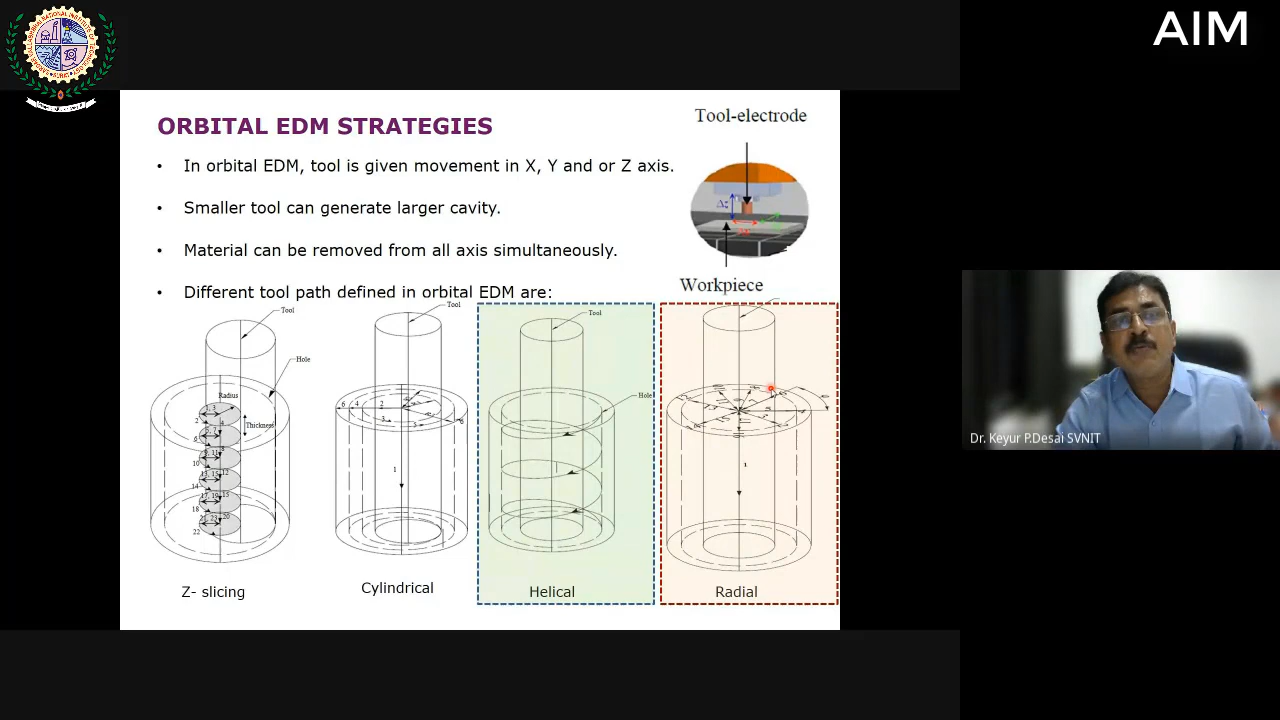 AIM
ORBITAL EDM STRATEGIES
• In orbital EDM, tool is given movement in X, Y and or Z axis.
• Smaller tool can generate larger cavity.
• Material can be removed from all axis simultaneously.
• Different tool path defined in orbital EDM are:
Tool-electrode
Δz
Workpiece
Tool
Hole
Radius
Thickness
Z- slicing
Tool
Cylindrical
Tool
Hole
Helical
Radial
Dr. Keyur P.Desai SVNIT